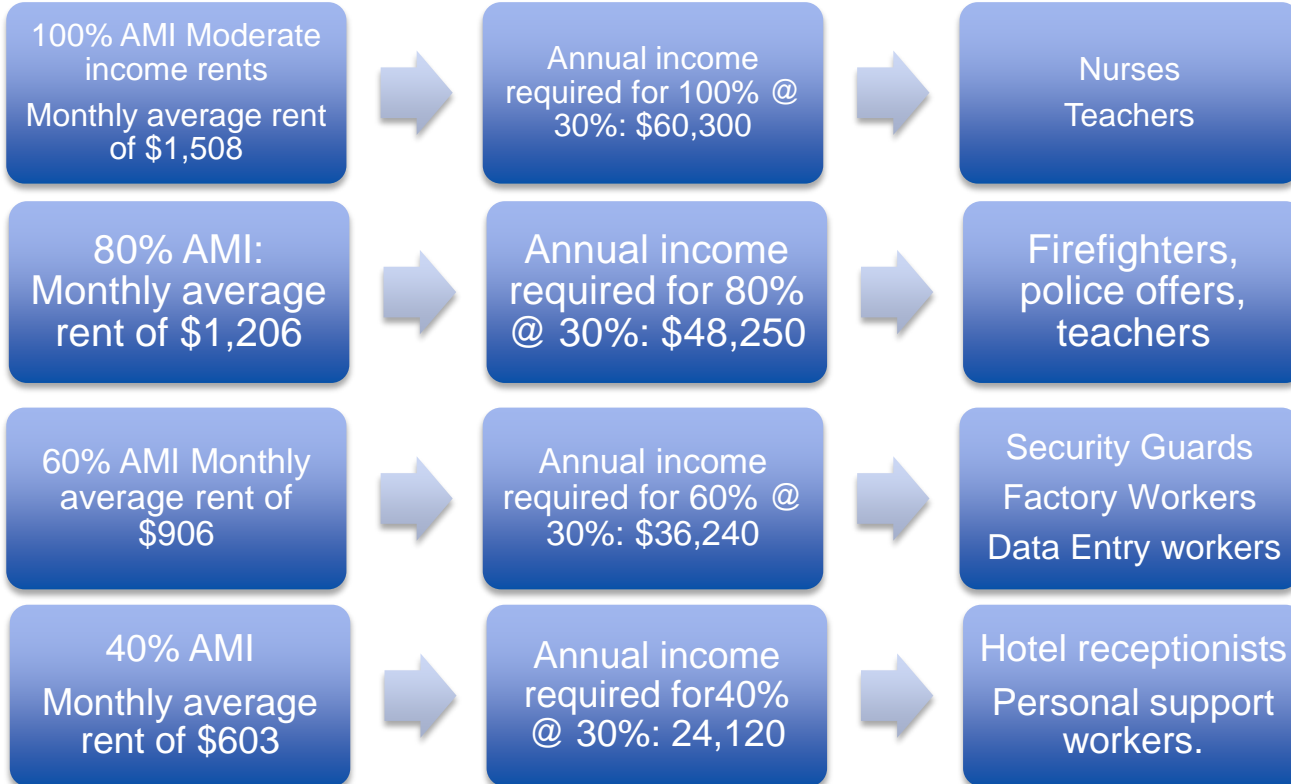 100% AMI Moderate
income rents
Monthly average rent
of $1,508
Annual income
required for 100% @
30%: $60,300
Nurses
Teachers
80% AMI:
Monthly average
rent of $1,206
Annual income
required for 80%
@ 30%: $48,250
Firefighters,
police offers,
teachers
60% AMI Monthly
average rent of
$906
Annual income
required for 60% @
30%: $36,240
Security Guards
Factory Workers
Data Entry workers
40% AMI
Monthly average
rent of $603
Annual income
required for40%
@ 30%: 24,120
Hotel receptionists
Personal support
workers.